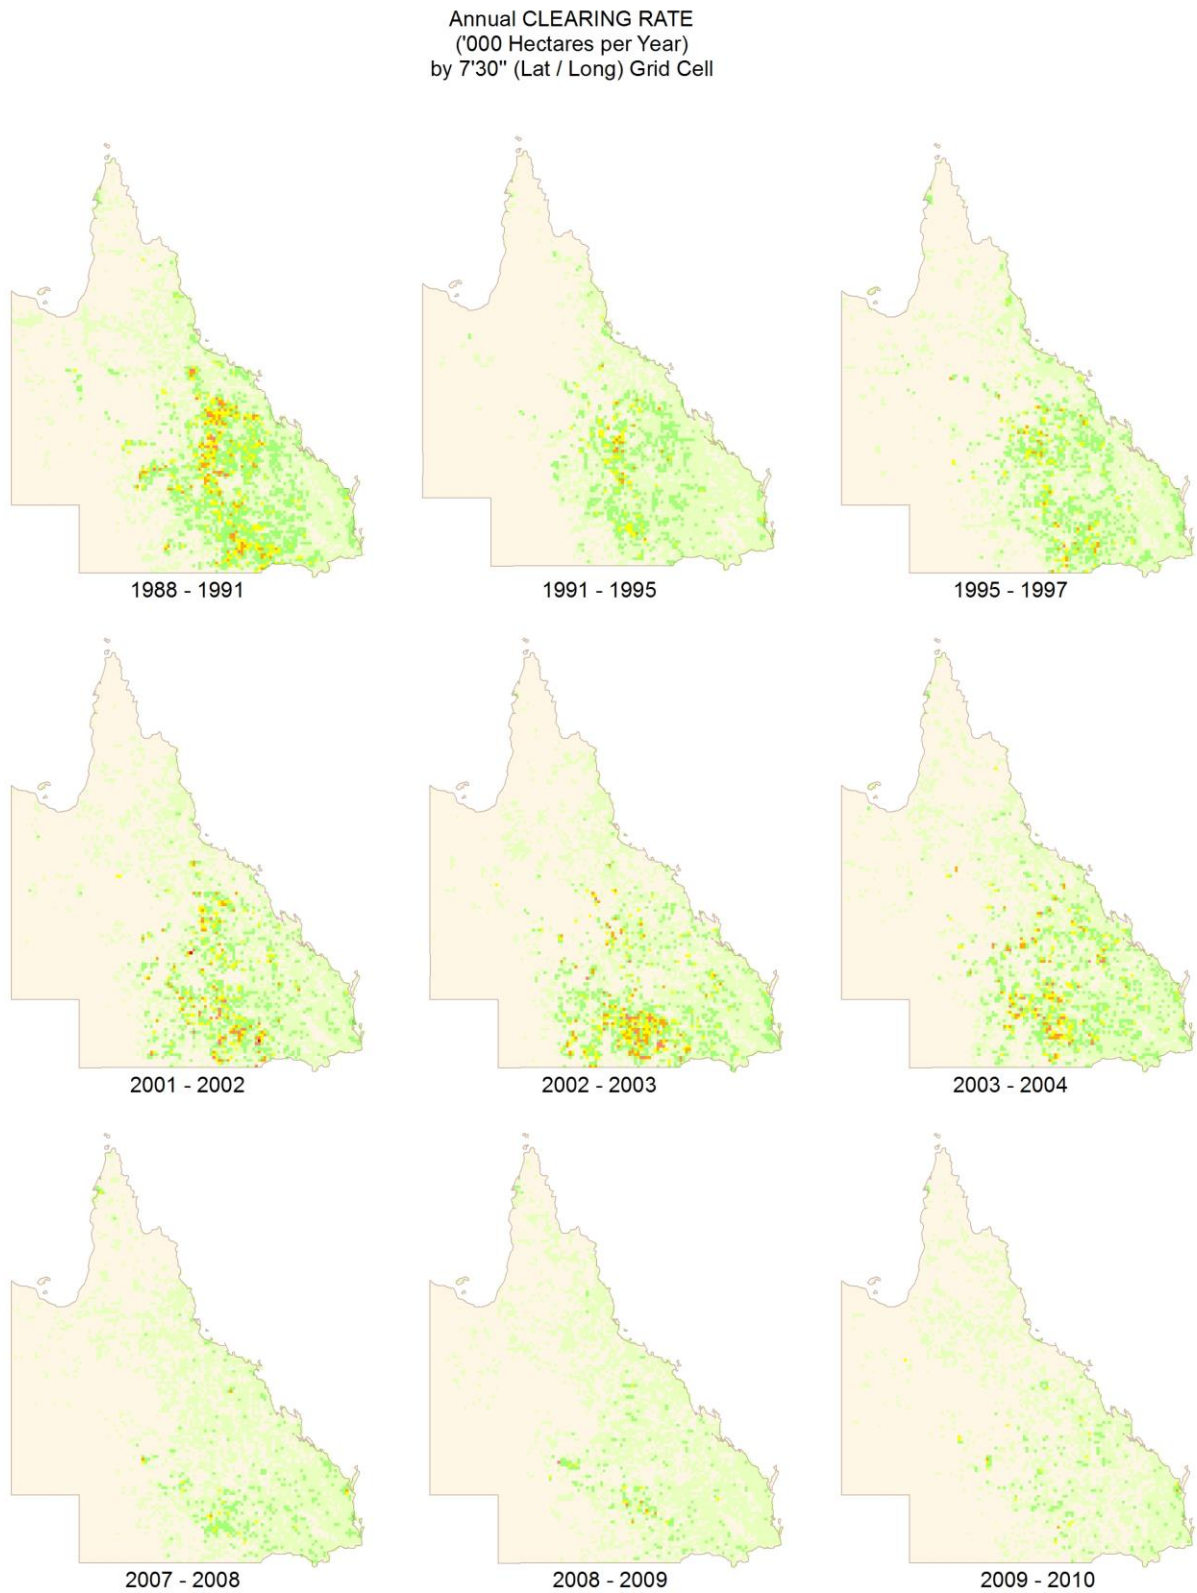 Annual CLEARING RATE
('000 Hectares per Year)
by 7'30" (Lat / Long) Grid Cell
1988 - 1991
1991 - 1995
1995 - 1997
2001 - 2002
2002 - 2003
2003 - 2004
2007 - 2008
2008 - 2009
2009 - 2010